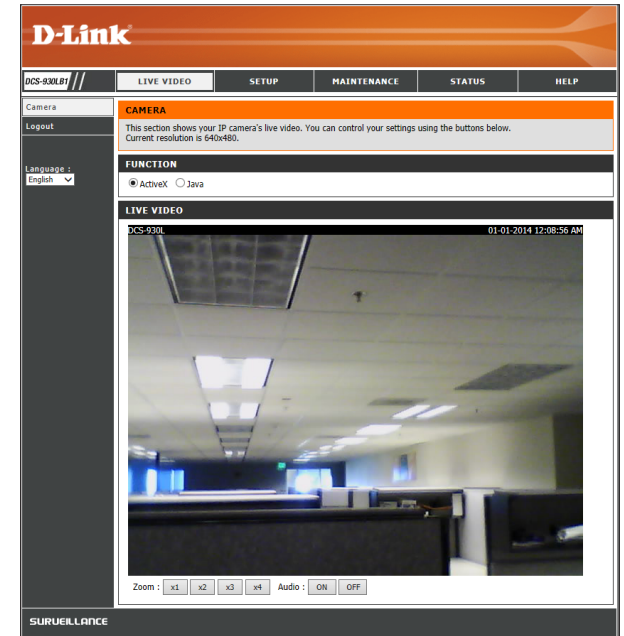 D-Link
DCS-930LB1 LIVE VIDEO SETUP MAINTENANCE STATUS HELP
Camera
Logout
Language :
English
CAMERA
This section shows your IP camera's live video. You can control your settings using the buttons below.
Current resolution is 640x480.
FUNCTION
ActiveX Java
LIVE VIDEO
DCS-930L 01-01-2014 12:08:56 AM
Zoom : x1 x2 x3 x4 Audio : ON OFF
SURVEILLANCE